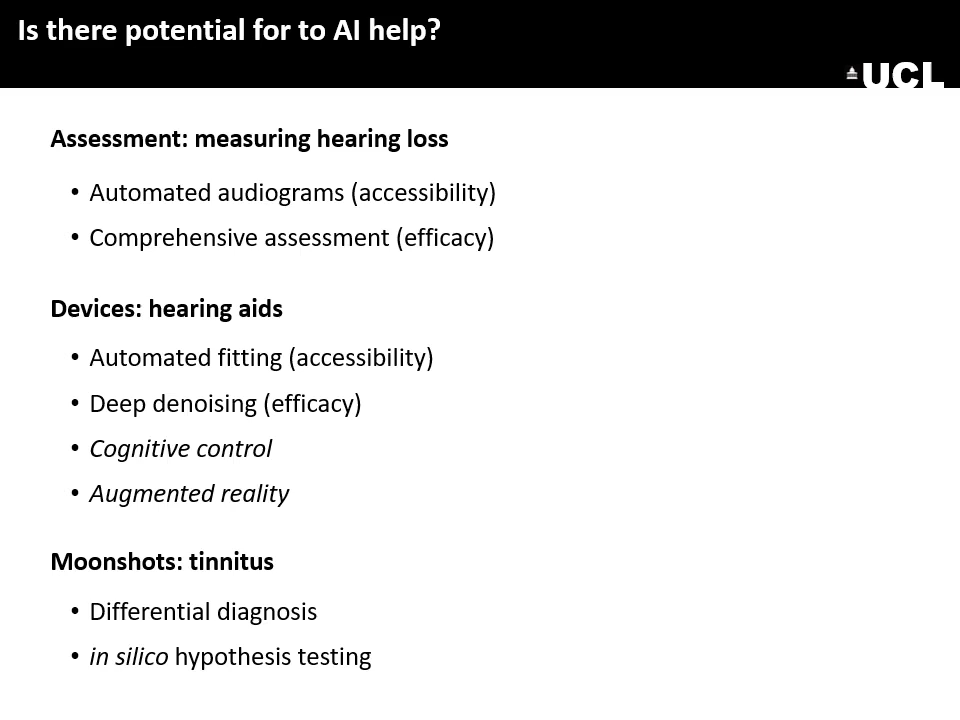 Is there potential for to AI help?
UCL
Assessment: measuring hearing loss
• Automated audiograms (accessibility)
• Comprehensive assessment (efficacy)
Devices: hearing aids
• Automated fitting (accessibility)
• Deep denoising (efficacy)
• Cognitive control
• Augmented reality
Moonshots: tinnitus
• Differential diagnosis
• in silico hypothesis testing